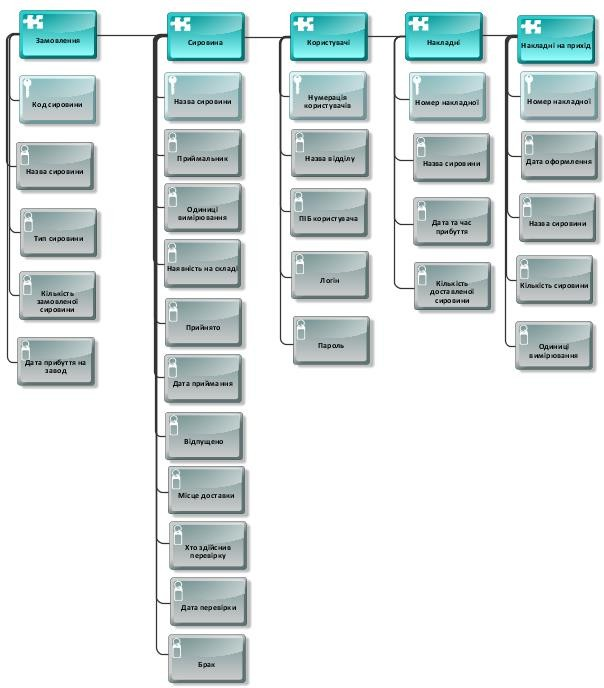 Замовлення
Код сировини
Назва сировини
Тип сировини
Кількість
замовленої
сировини
Дата прибуття на
завод
Сировина
Назва сировини
Приймальник
Одиниці
вимірювання
Наявність на складі
Прийнято
Дата приймання
Відпущено
Місце доставки
Хто здійснив
перевірку
Дата перевірки
Брак
Користувачі
Нумерація
користувачів
Назва відділу
ПІБ користувача
Логін
Пароль
Накладні
Номер накладної
Назва сировини
Дата та час
прибуття
Кількість
доставленої
сировини
Накладні на прихід
Номер накладної
Дата оформлення
Назва сировини
Кількість сировини
Одиниці
вимірювання